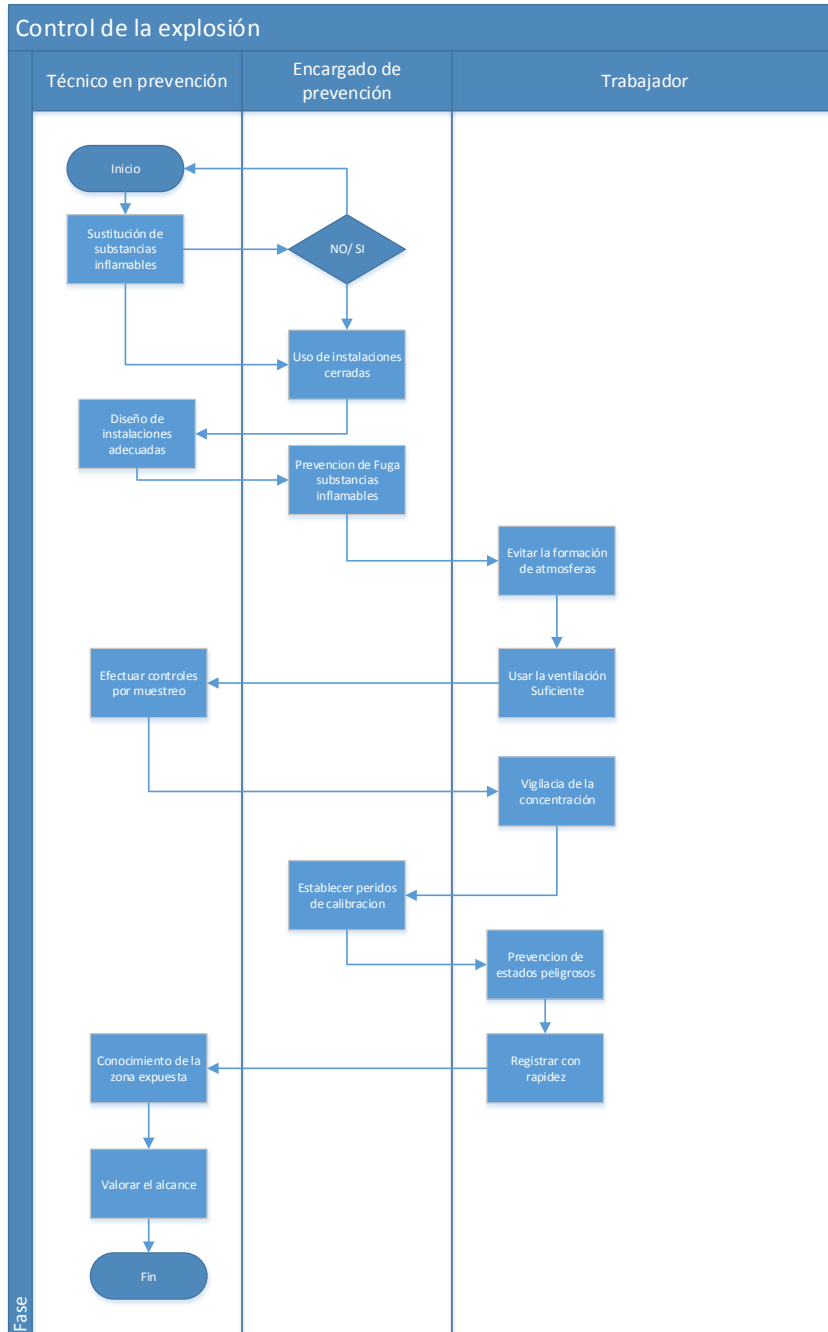 Control de la explosión
Técnico en prevención
Encargado de
prevención
Trabajador
Inicio
Sustitución de
substancias
inflamables
NO/ SI
Uso de instalaciones
cerradas
Diseño de
instalaciones
adecuadas
Prevencion de Fuga
substancias
inflamables
Evitar la formación
de atmosferas
Usar la ventilación
Suficiente
Efectuar controles
por muestreo
Vigilacia de la
concentración
Establecer peridos
de calibracion
Prevencion de
estados peligrosos
Registrar con
rapidez
Conocimiento de la
zona expuesta
Valorar el alcance
Fin
Fase